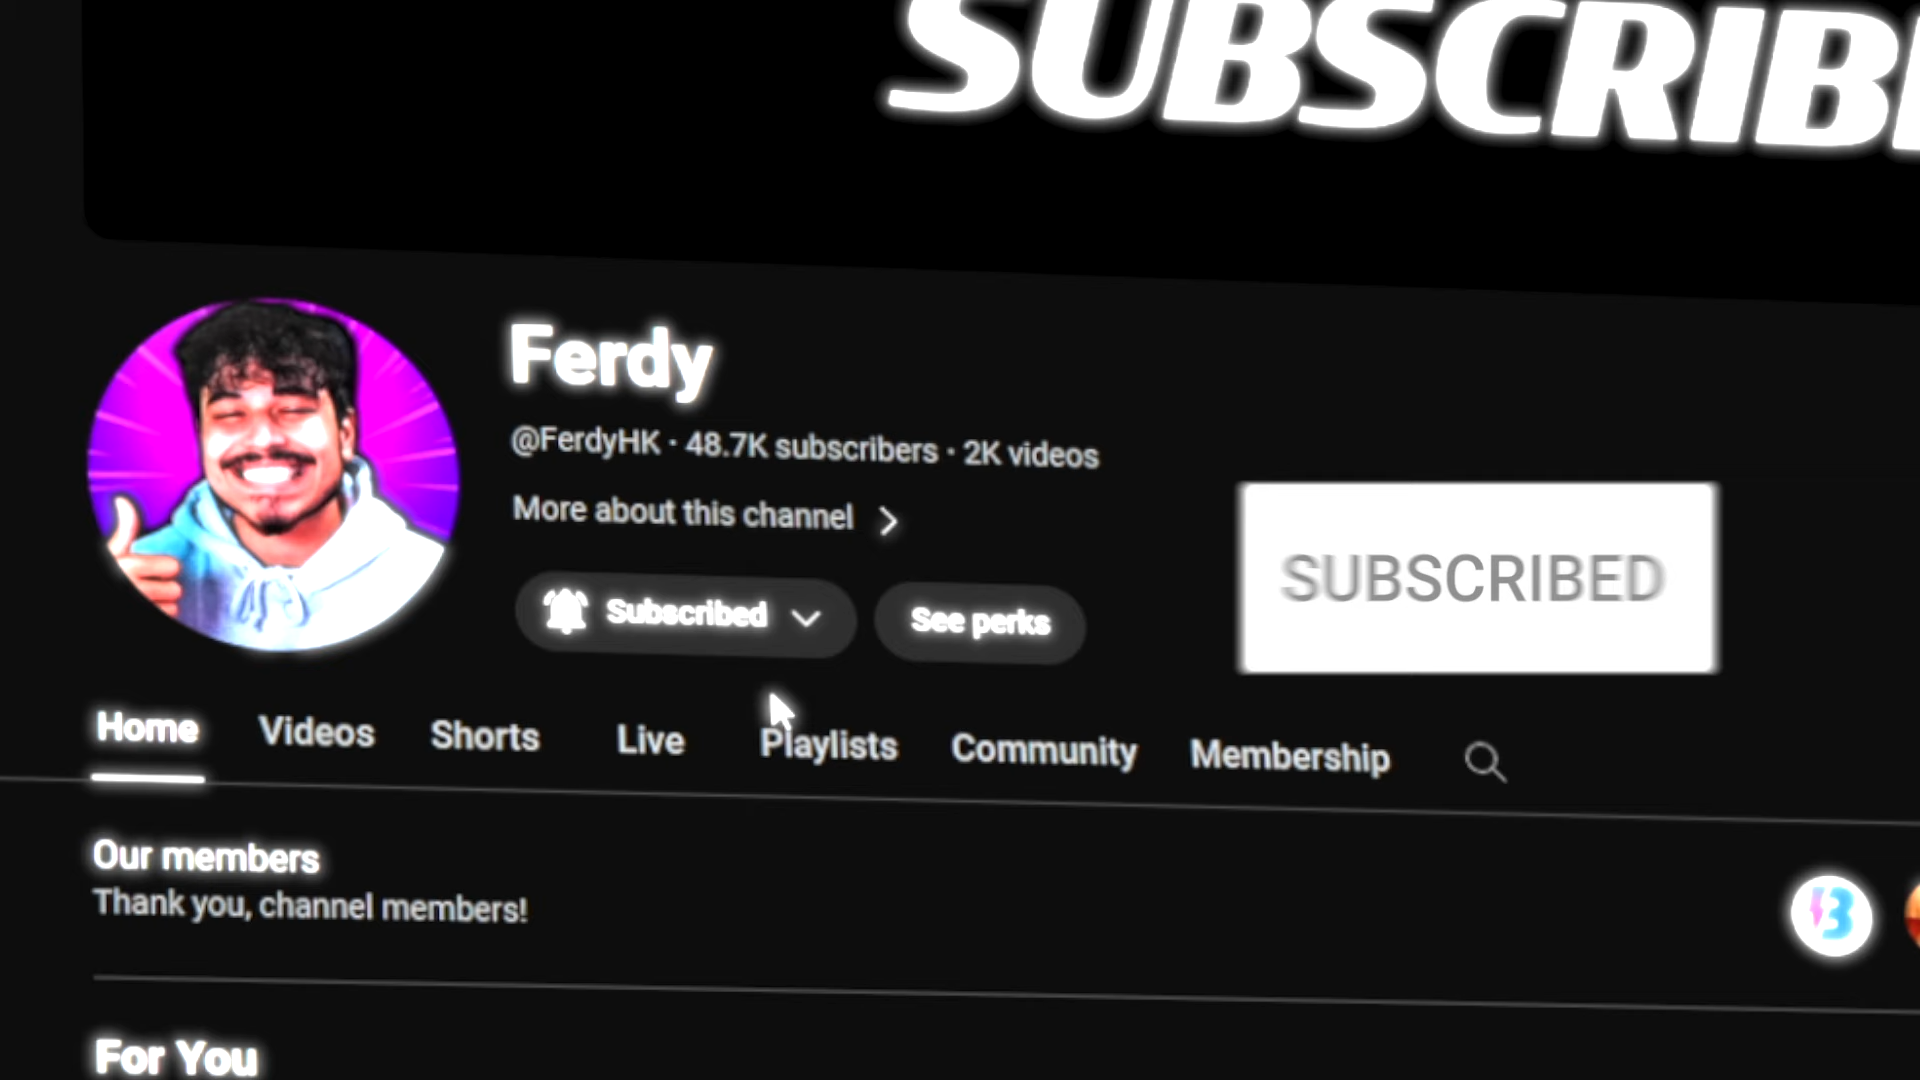 SUBSCRIB
Ferdy
@FerdyHK · 48.7K subscribers · 2K videos
More about this channel
Subscribed
See perks
SUBSCRIBED
Home
Videos
Shorts
Live
Playlists
Community
Membership
Our members
Thank you, channel members!
3
For You